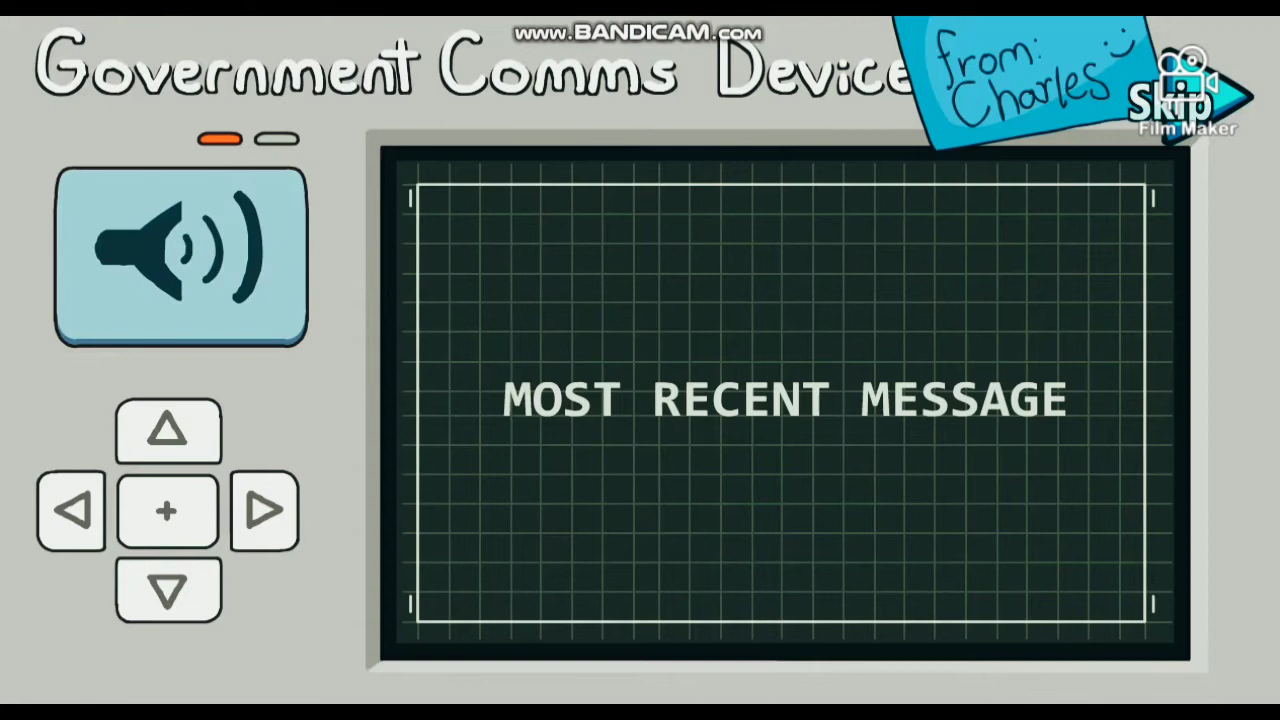 www.BANDICAM.com
Government Comms Device
from:
Charles
Skip
Film Maker
MOST RECENT MESSAGE